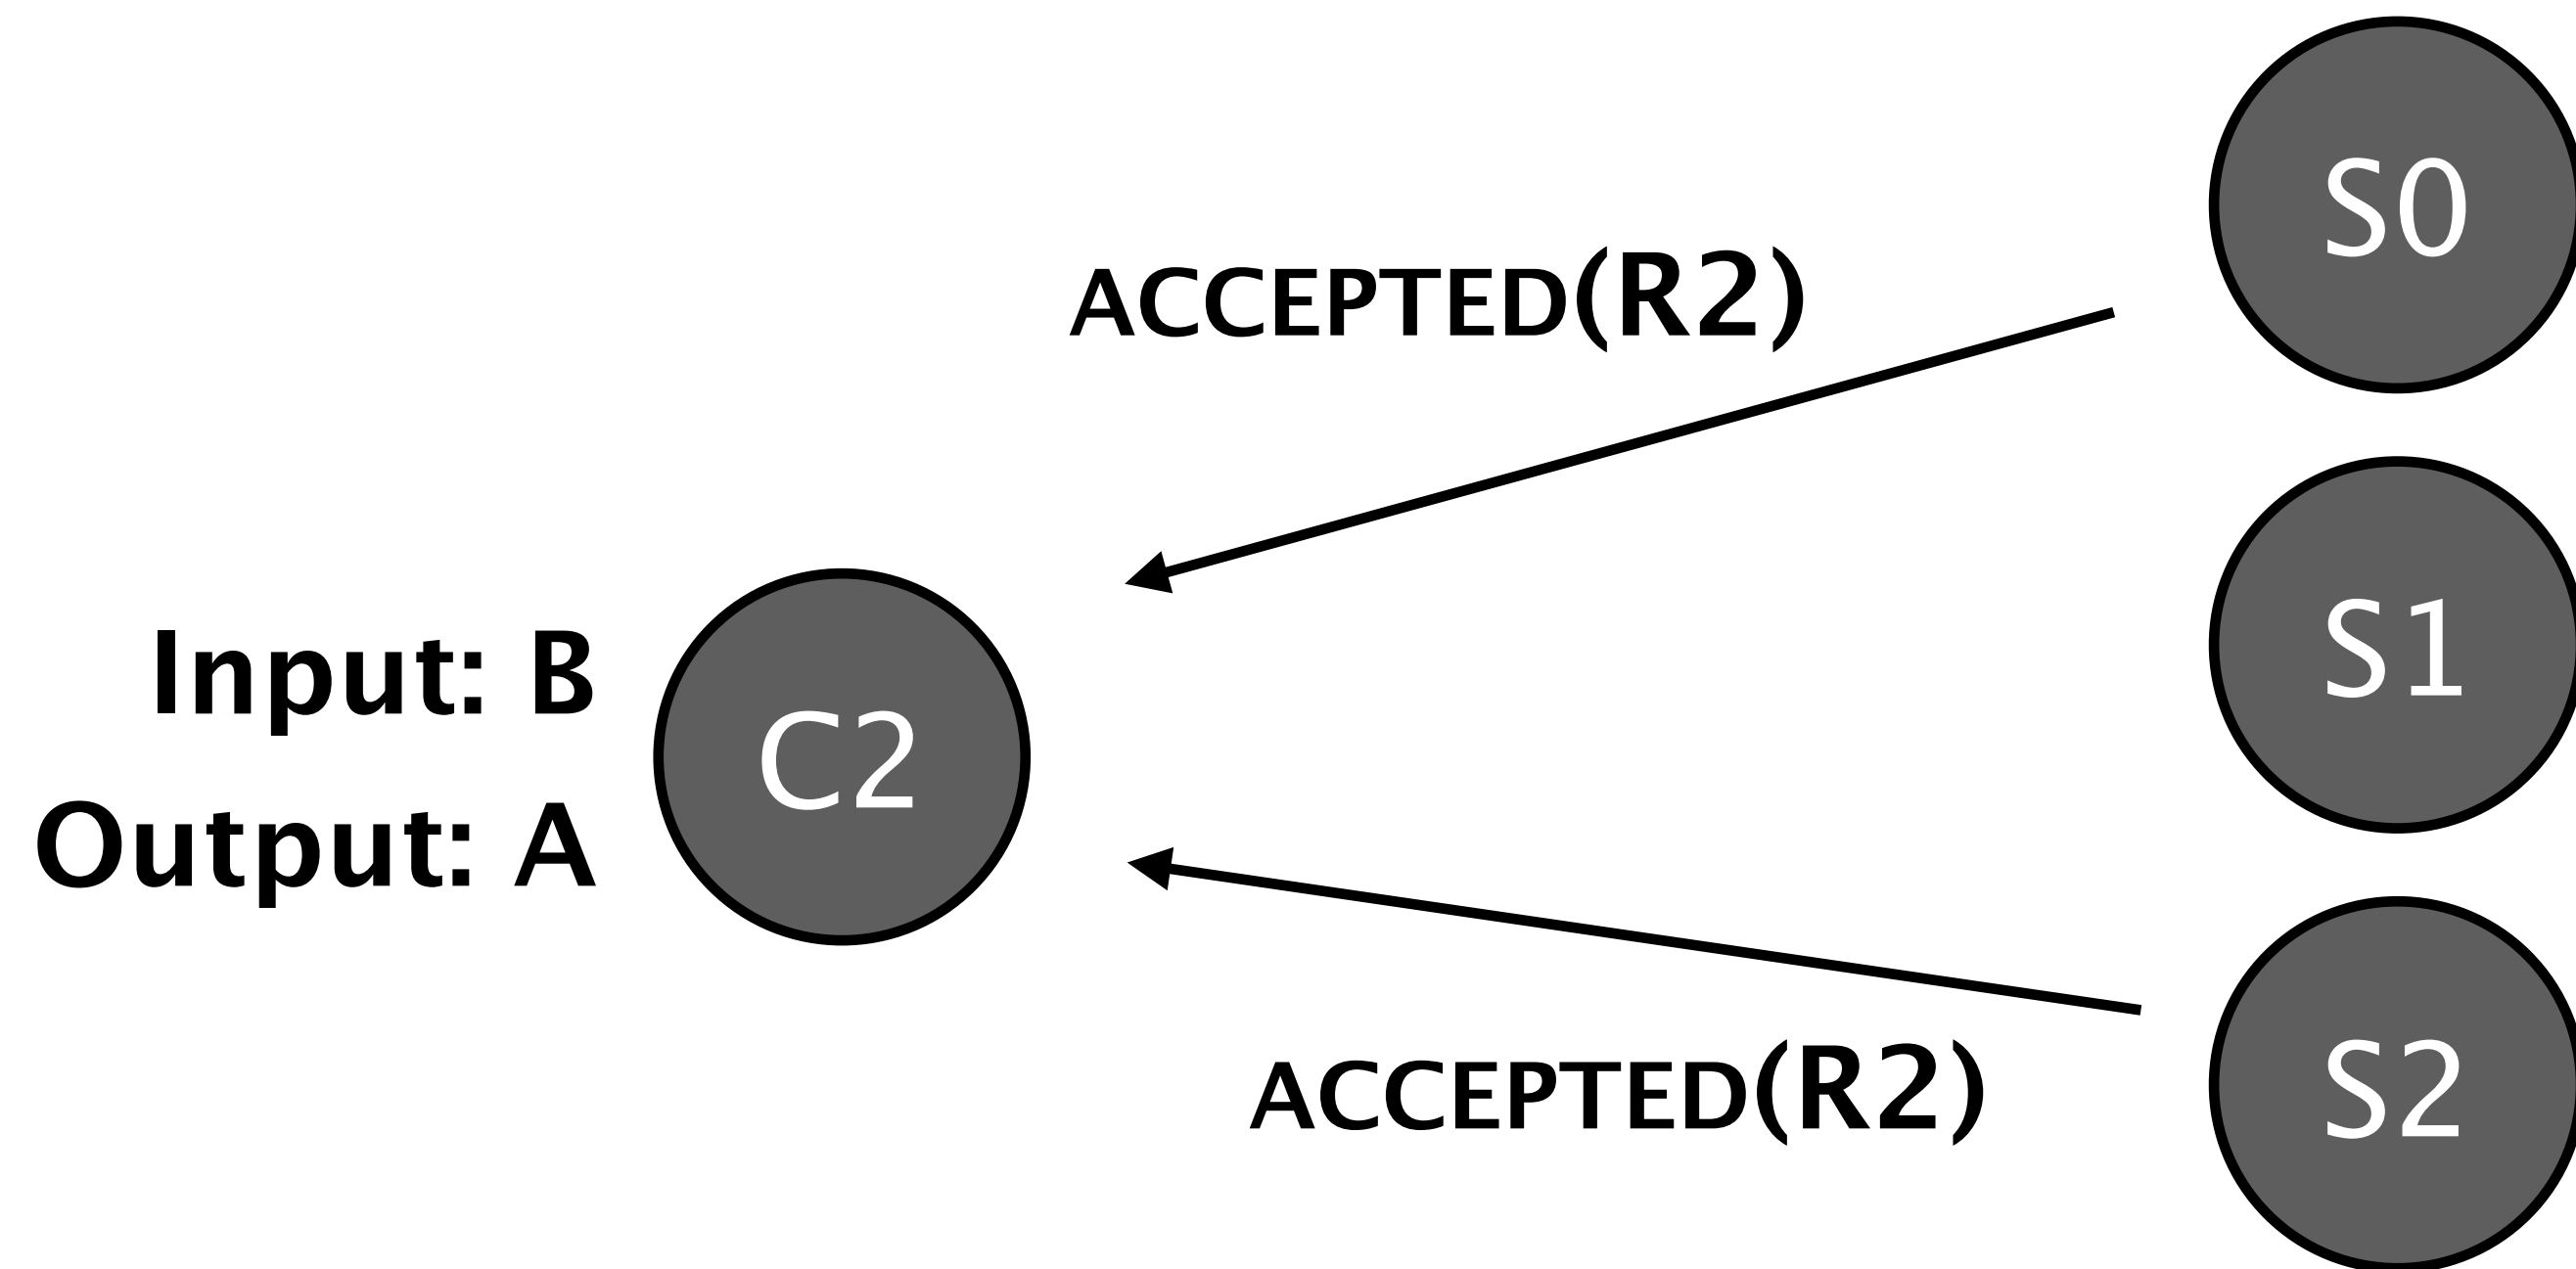 S0
ACCEPTED(R2)
S1
Input: B
C2
Output: A
S2
ACCEPTED(R2)